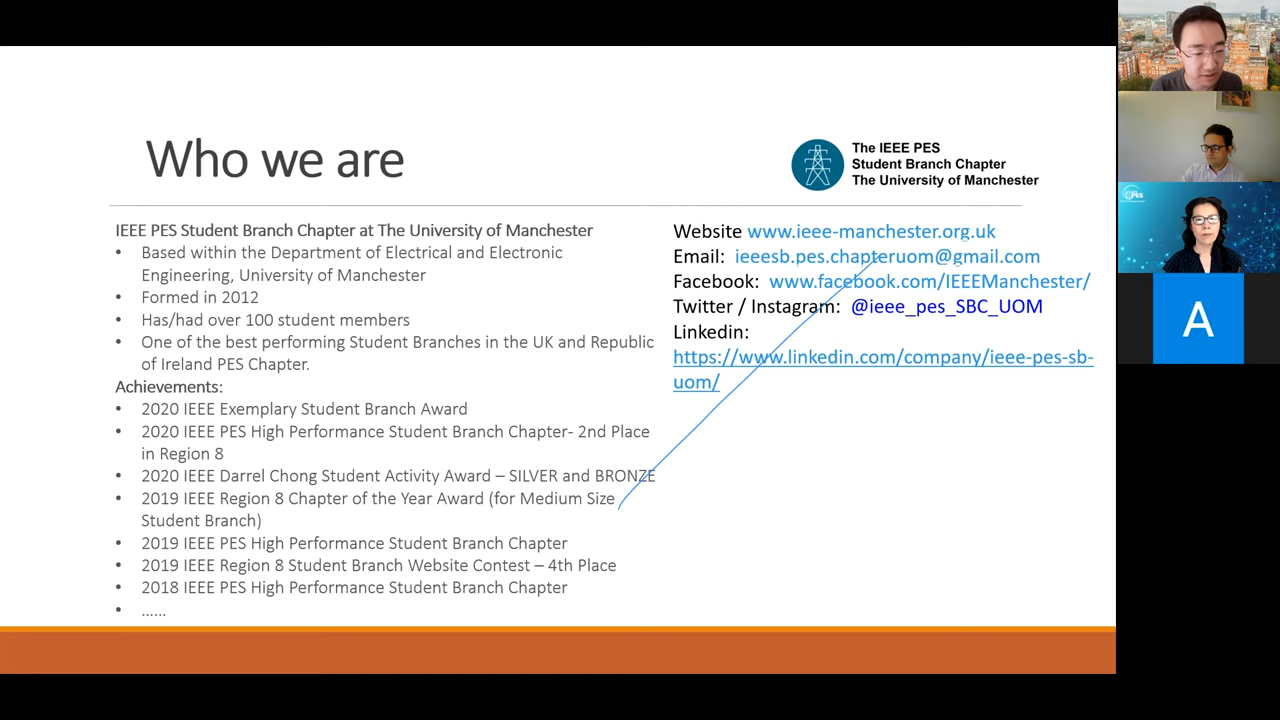 Who we are
The IEEE PES
Student Branch Chapter
The University of Manchester
IEEE PES Student Branch Chapter at The University of Manchester
• Based within the Department of Electrical and Electronic
Engineering, University of Manchester
• Formed in 2012
• Has/had over 100 student members
• One of the best performing Student Branches in the UK and Republic
of Ireland PES Chapter.
Achievements:
• 2020 IEEE Exemplary Student Branch Award
• 2020 IEEE PES High Performance Student Branch Chapter- 2nd Place
in Region 8
• 2020 IEEE Darrel Chong Student Activity Award – SILVER and BRONZE
• 2019 IEEE Region 8 Chapter of the Year Award (for Medium Size
Student Branch)
• 2019 IEEE PES High Performance Student Branch Chapter
• 2019 IEEE Region 8 Student Branch Website Contest – 4th Place
• 2018 IEEE PES High Performance Student Branch Chapter
• ......
Website www.ieee-manchester.org.uk
Email: ieeesb.pes.chapteruom@gmail.com
Facebook: www.facebook.com/IEEEManchester/
Twitter / Instagram: @ieee_pes_SBC_UOM
Linkedin:
https://www.linkedin.com/company/ieee-pes-sb-
uom/
PES
A